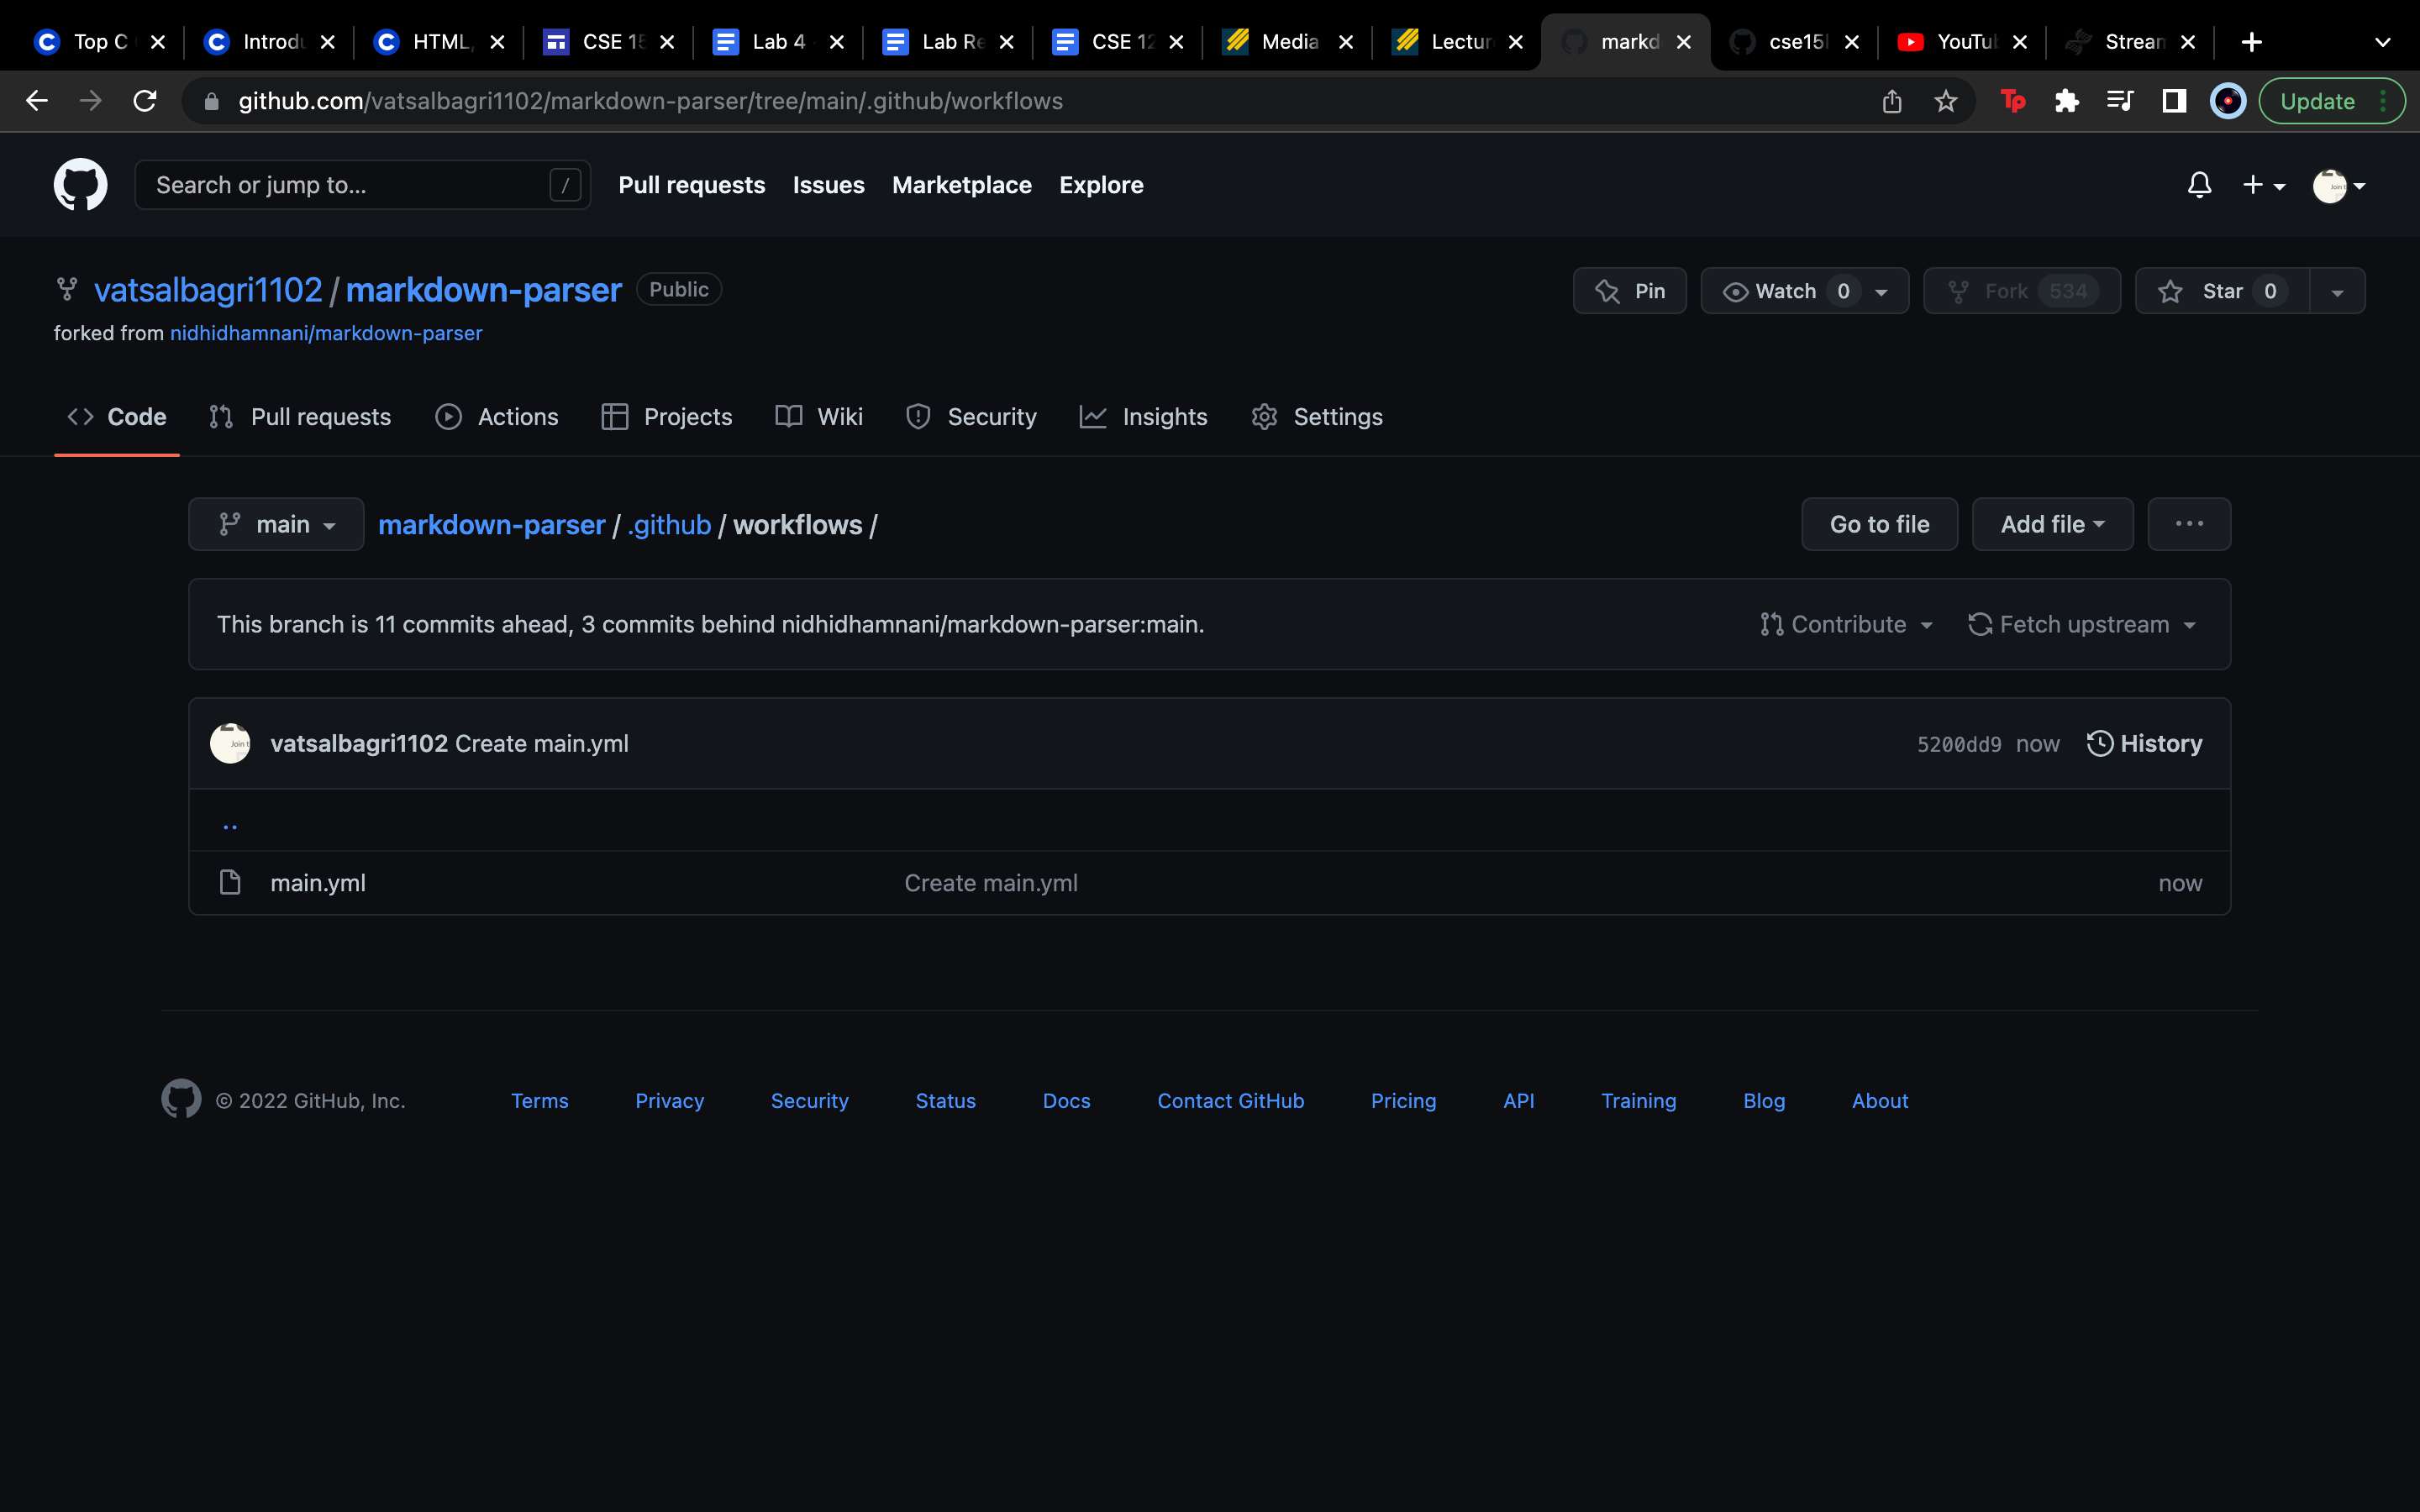 Top C Introdu HTML, CSE 15 Lab 4 Lab Re CSE 12 Media Lectur markd cse15l YouTu Stream
github.com/vatsalbagri1102/markdown-parser/tree/main/.github/workflows Tp Update
Search or jump to... / Pull requests Issues Marketplace Explore
vatsalbagri1102 / markdown-parser Public Pin Watch 0 Fork 534 Star 0
forked from nidhidhamnani/markdown-parser
Code Pull requests Actions Projects Wiki Security Insights Settings
main markdown-parser / .github / workflows / Go to file Add file ...
This branch is 11 commits ahead, 3 commits behind nidhidhamnani/markdown-parser:main. Contribute Fetch upstream
Join t vatsalbagri1102 Create main.yml 5200dd9 now History
..
main.yml Create main.yml now
© 2022 GitHub, Inc. Terms Privacy Security Status Docs Contact GitHub Pricing API Training Blog About